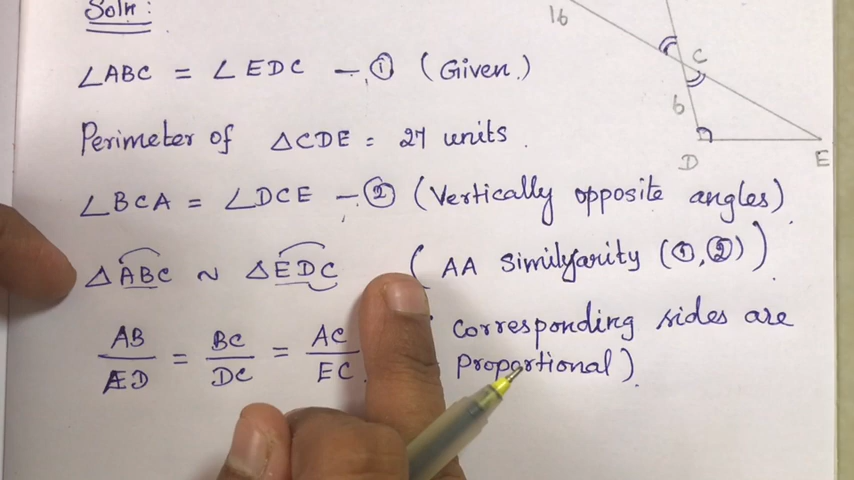 Soln :
16
C
∠ABC = ∠EDC — ① (Given.)
6
Perimeter of △CDE = 27 units.
D E
∠BCA = ∠DCE — ② (Vertically opposite angles)
△ABC ~ △EDC (AA Similyarity (①,②))
AB/ED = BC/DC = AC/EC. Corresponding sides are
proportional).